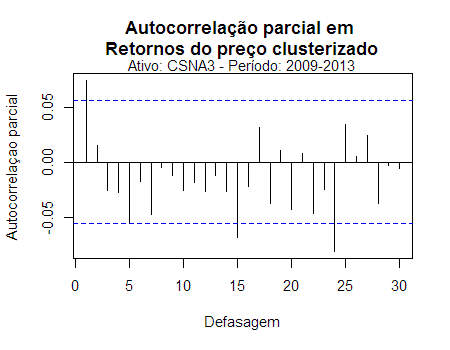 Autocorrelação parcial em
Retornos do preço clusterizado
Ativo: CSNA3 - Período: 2009-2013
Autocorrelaçao parcial
0.05
0.00
-0.05
0 5 10 15 20 25 30
Defasagem